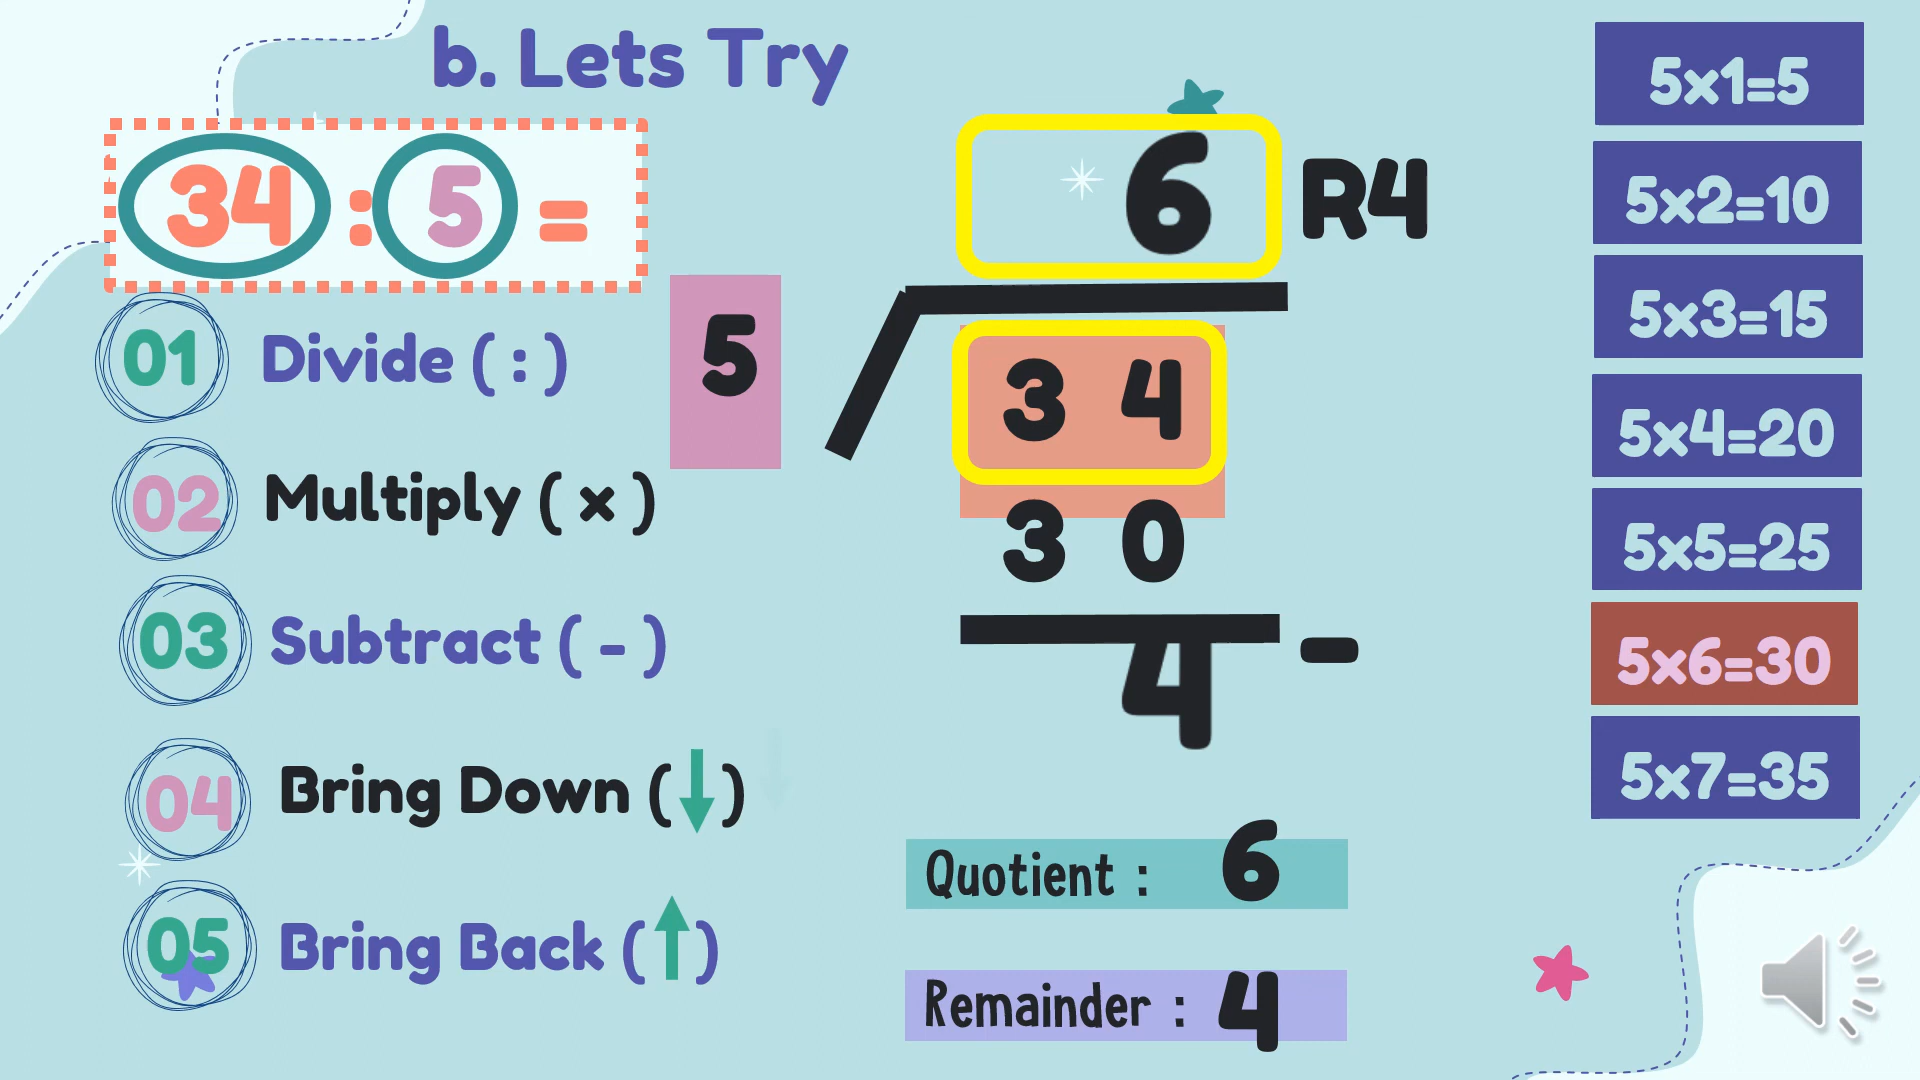 b. Lets Try
34 : 5 =
01 Divide ( : )
02 Multiply ( x )
03 Subtract ( - )
04 Bring Down (↓)
05 Bring Back (↑)
6 R4
5
3 4
3 0
-
4
Quotient : 6
Remainder : 4
5x1=5
5x2=10
5x3=15
5x4=20
5x5=25
5x6=30
5x7=35